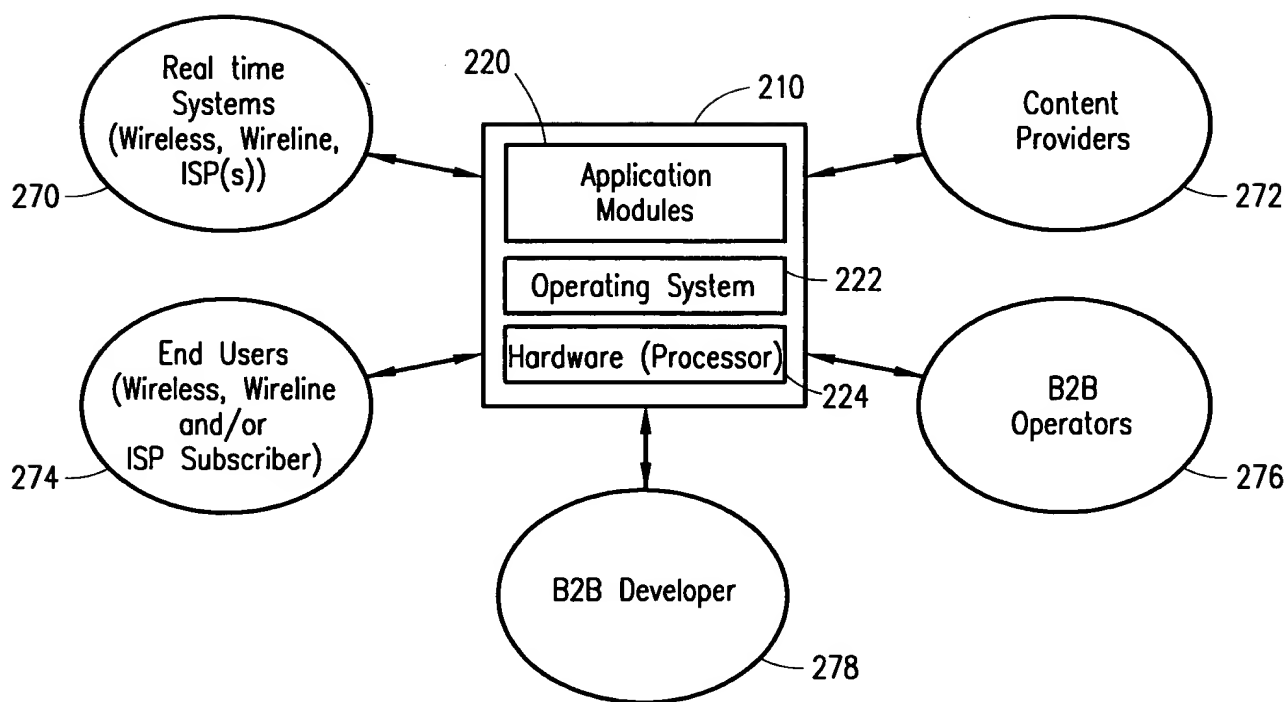 220
210
Real time
Systems
(Wireless, Wireline,
ISP(s))
270
Application
Modules
Content
Providers
272
Operating System
222
Hardware (Processor)
224
End Users
(Wireless, Wireline
and/or
ISP Subscriber)
274
B2B
Operators
276
B2B Developer
278